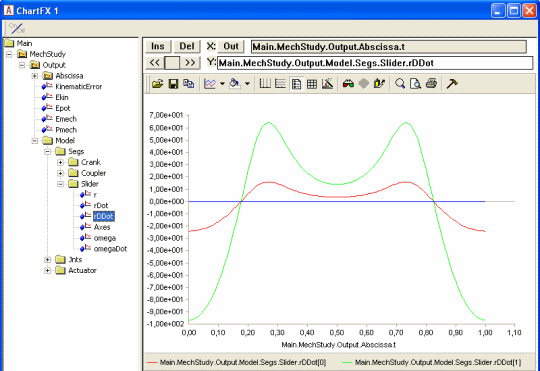 ChartFX 1
Main
MechStudy
Output
Abscissa
KinematicError
Ekin
Epot
Emech
Pmech
Model
Segs
Crank
Coupler
Slider
r
rDot
rDDot
Axes
omega
omegaDot
Jnts
Actuator
Ins Del X: Out Main.MechStudy.Output.Abscissa.t
<< >> Y: Main.MechStudy.Output.Model.Segs.Slider.rDDot
7,00e+001
6,00e+001
5,00e+001
4,00e+001
3,00e+001
2,00e+001
1,00e+001
0,00e+000
-1,00e+001
-2,00e+001
-3,00e+001
-4,00e+001
-5,00e+001
-6,00e+001
-7,00e+001
-8,00e+001
-9,00e+001
-1,00e+002
0,00 0,10 0,20 0,30 0,40 0,50 0,60 0,70 0,80 0,90 1,00 1,10
Main.MechStudy.Output.Abscissa.t
Main.MechStudy.Output.Model.Segs.Slider.rDDot[0] Main.MechStudy.Output.Model.Segs.Slider.rDDot[1]